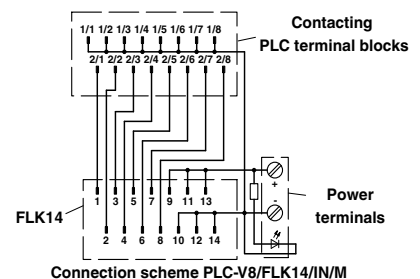 Contacting
PLC terminal blocks
1/1 1/2 1/3 1/4 1/5 1/6 1/7 1/8
2/1 2/2 2/3 2/4 2/5 2/6 2/7 2/8
1 3 5 7 9 11 13
+
-
FLK14
Power
terminals
2 4 6 8 10 12 14
Connection scheme PLC-V8/FLK14/IN/M